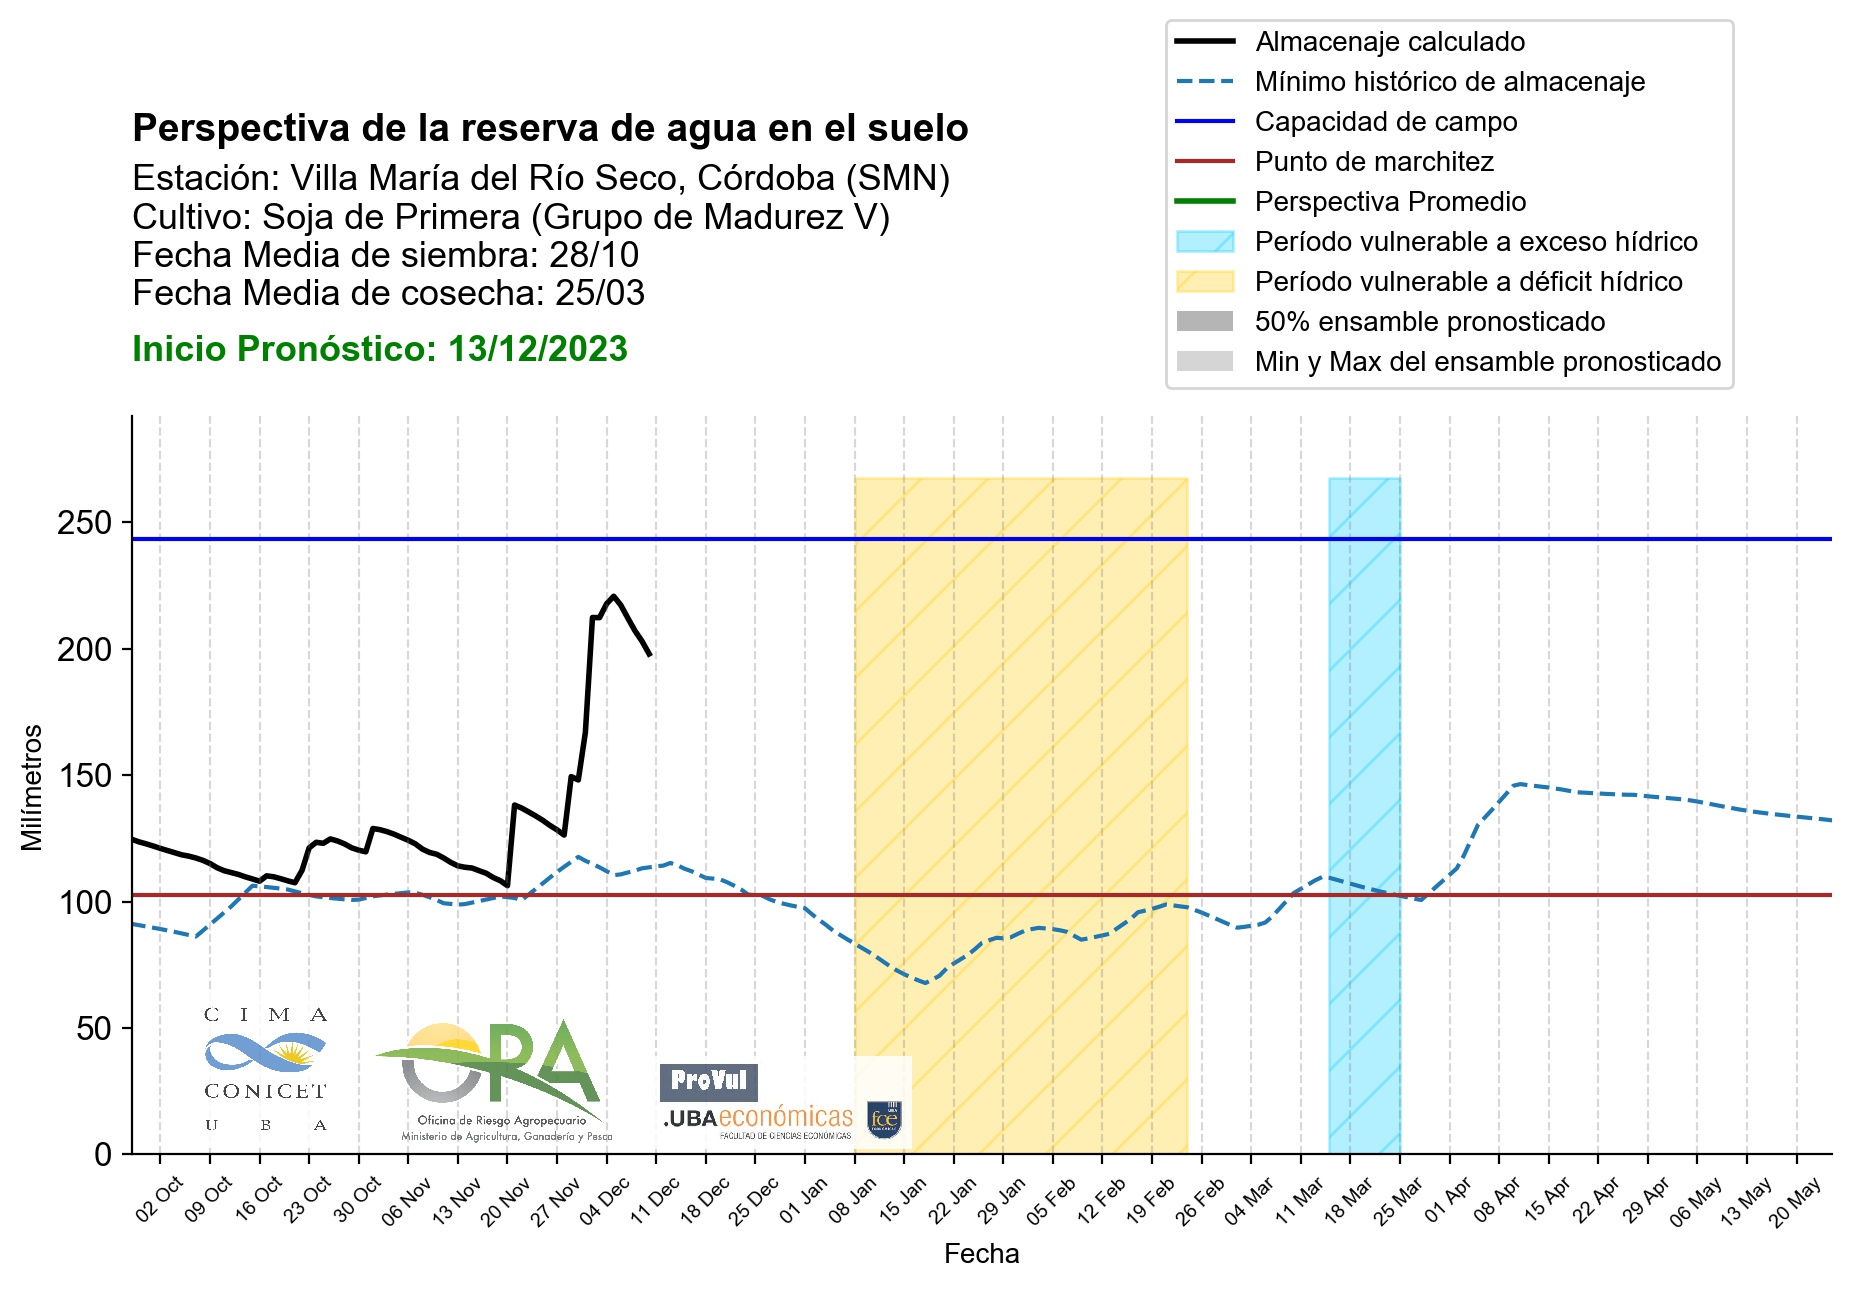 Almacenaje calculado
Mínimo histórico de almacenaje
Capacidad de campo
Punto de marchitez
Perspectiva Promedio
Período vulnerable a exceso hídrico
Período vulnerable a déficit hídrico
50% ensamble pronosticado
Min y Max del ensamble pronosticado
Perspectiva de la reserva de agua en el suelo
Estación: Villa María del Río Seco, Córdoba (SMN)
Cultivo: Soja de Primera (Grupo de Madurez V)
Fecha Media de siembra: 28/10
Fecha Media de cosecha: 25/03
Inicio Pronóstico: 13/12/2023
250
200
150
100
50
0
Milímetros
CIMA
CONICET
UBA
ORA
Oficina de Riesgo Agropecuario
Ministerio de Agricultura, Ganadería y Pesca
ProVul
.UBAeconómicas
FACULTAD DE CIENCIAS ECONÓMICAS
fce
02 Oct
09 Oct
16 Oct
23 Oct
30 Oct
06 Nov
13 Nov
20 Nov
27 Nov
04 Dec
11 Dec
18 Dec
25 Dec
01 Jan
08 Jan
15 Jan
22 Jan
29 Jan
05 Feb
12 Feb
19 Feb
26 Feb
04 Mar
11 Mar
18 Mar
25 Mar
01 Apr
08 Apr
15 Apr
22 Apr
29 Apr
06 May
13 May
20 May
Fecha